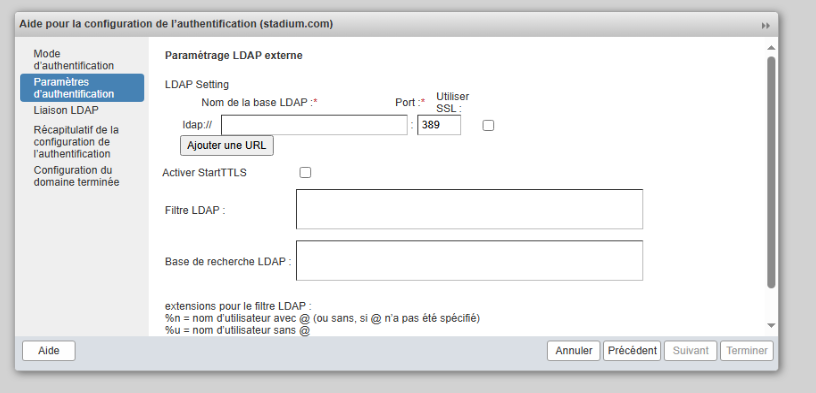 Aide pour la configuration de l'authentification (stadium.com)
Mode
d'authentification
Paramètres
d'authentification
Liaison LDAP
Récapitulatif de la
configuration de
l'authentification
Configuration du
domaine terminée
Paramétrage LDAP externe
LDAP Setting
Nom de la base LDAP :* Port :* Utiliser
SSL :
ldap:// : 389
Ajouter une URL
Activer StartTTLS
Filtre LDAP :
Base de recherche LDAP :
extensions pour le filtre LDAP :
%n = nom d'utilisateur avec @ (ou sans, si @ n'a pas été spécifié)
%u = nom d'utilisateur sans @
Aide Annuler Précédent Suivant Terminer